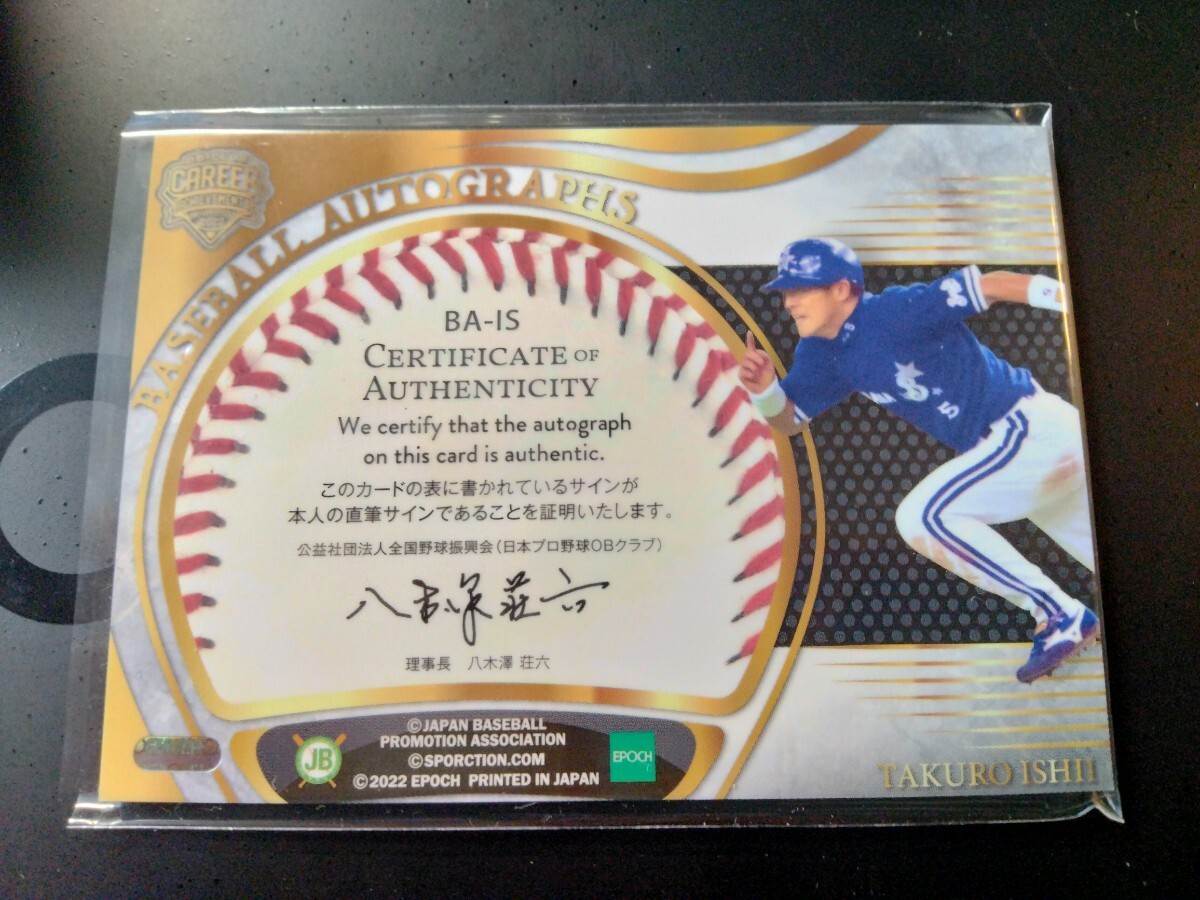 CAREER
ACHIEVEMENTS
BASEBALL AUTOGRAPHS
BA-IS
CERTIFICATE OF
AUTHENTICITY
We certify that the autograph
on this card is authentic.
このカードの表に書かれているサインが
本人の直筆サインであることを証明いたします。
公益社団法人全国野球振興会(日本プロ野球OBクラブ)
八木澤荘六
理事長 八木澤 荘六
©JAPAN BASEBALL
PROMOTION ASSOCIATION
©SPORCTION.COM
©2022 EPOCH PRINTED IN JAPAN
JB
EPOCH
5
TAKURO ISHII